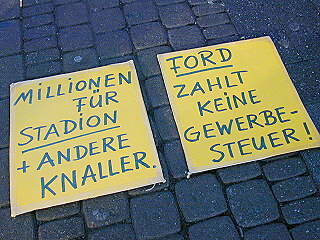 MILLIONEN
FÜR
STADION
+ ANDERE
KNALLER.
FORD
ZAHLT
KEINE
GEWERBE-
STEUER!